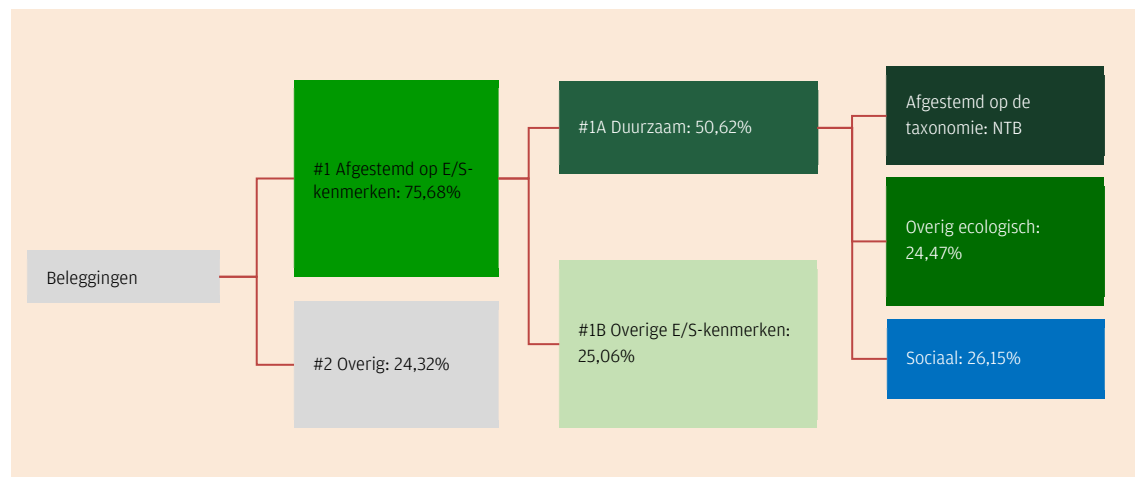 Beleggingen
#1 Afgestemd op E/S-
kenmerken: 75,68%
#2 Overig: 24,32%
#1A Duurzaam: 50,62%
#1B Overige E/S-kenmerken:
25,06%
Afgestemd op de
taxonomie: NTB
Overig ecologisch:
24,47%
Sociaal: 26,15%